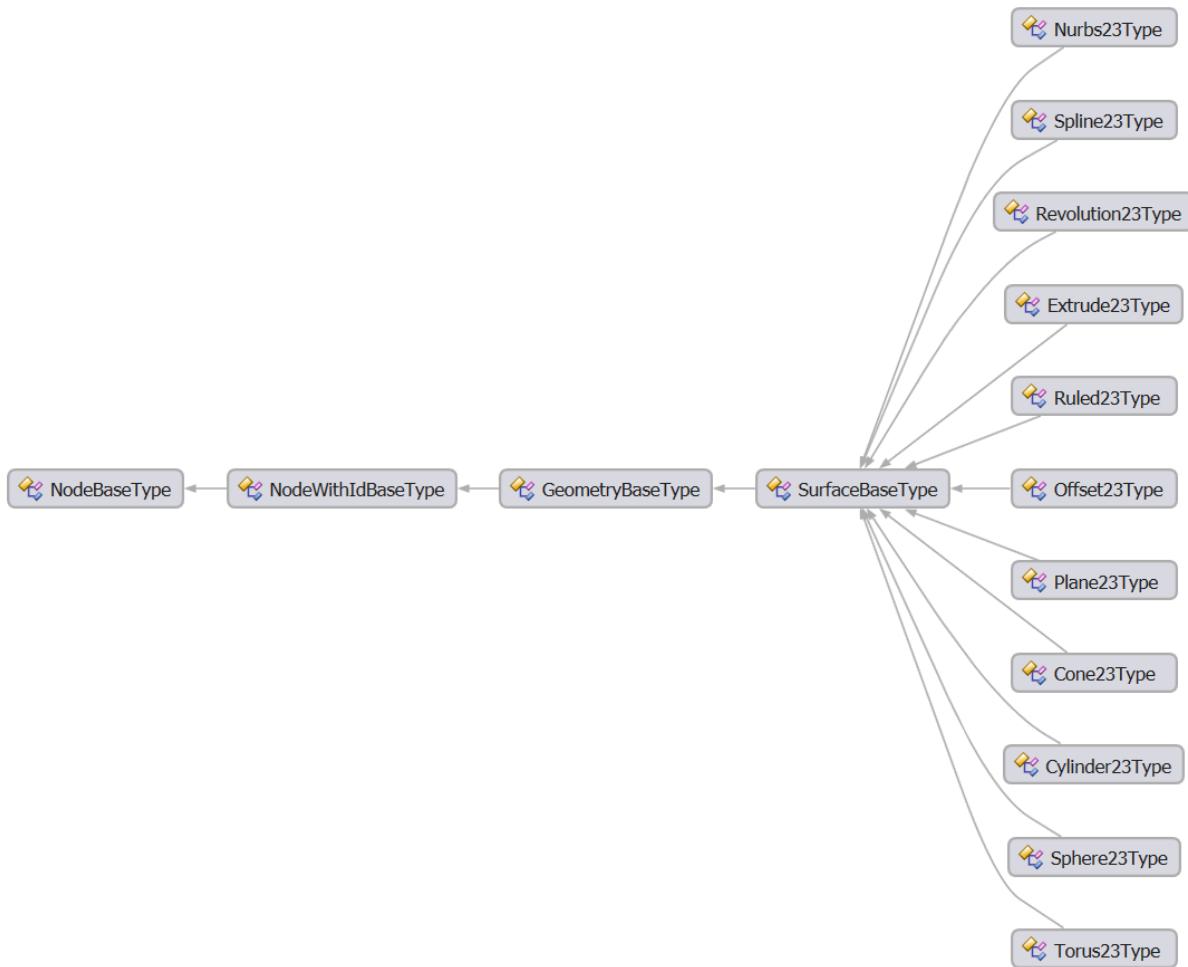 Nurbs23Type
Spline23Type
Revolution23Type
Extrude23Type
Ruled23Type
NodeBaseType
NodeWithIdBaseType
GeometryBaseType
SurfaceBaseType
Offset23Type
Plane23Type
Cone23Type
Cylinder23Type
Sphere23Type
Torus23Type